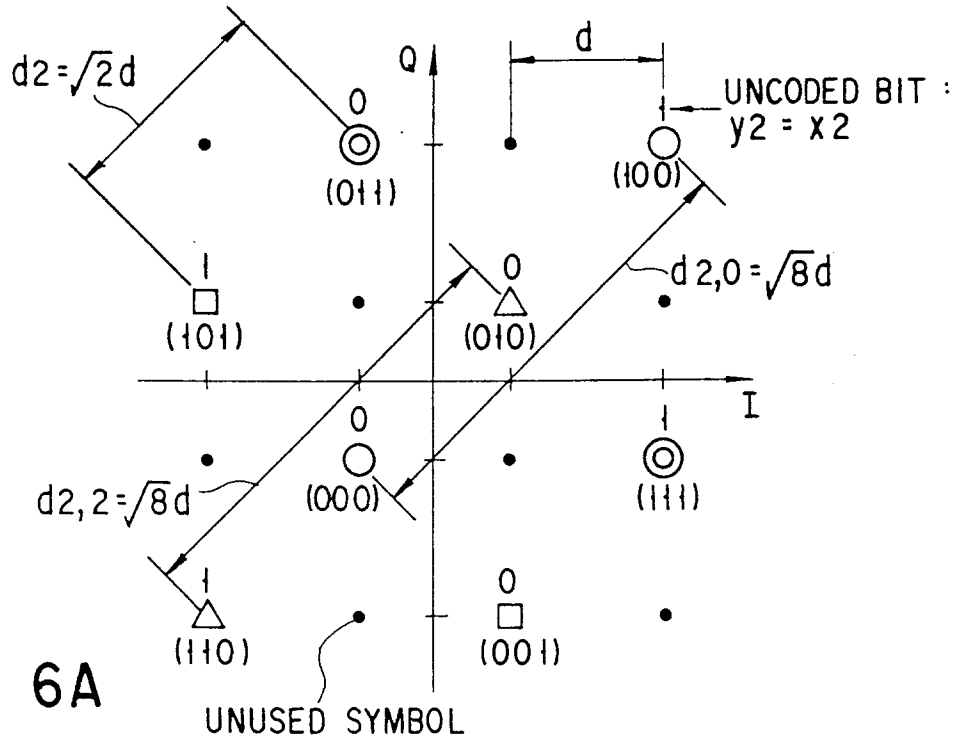 d
d2=√2d
Q
0
1
UNCODED BIT :
y2 = x2
(011)
(100)
1
0
d2,0=√8d
(101)
(010)
I
0
1
d2,2=√8d
(000)
(111)
1
0
(110)
(001)
6A
UNUSED SYMBOL